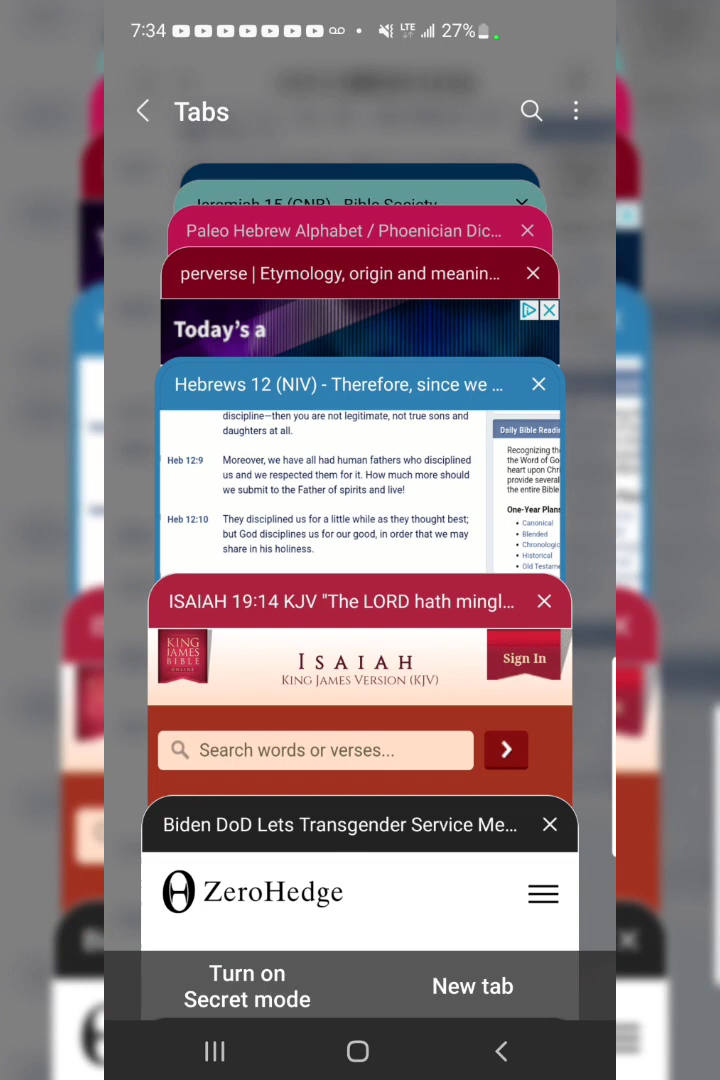 7:34 LTE 27%
Tabs
Jeremiah 15 (GNB) - Bible Society
Paleo Hebrew Alphabet / Phoenician Dic...
perverse | Etymology, origin and meanin...
Today's a
Hebrews 12 (NIV) - Therefore, since we ...
discipline—then you are not legitimate, not true sons and
daughters at all.
Heb 12:9 Moreover, we have all had human fathers who disciplined
us and we respected them for it. How much more should
we submit to the Father of spirits and live!
Heb 12:10 They disciplined us for a little while as they thought best;
but God disciplines us for our good, in order that we may
share in his holiness.
Daily Bible Readi
Recognizing the
the Word of Go
heart upon Chri
provide several
the entire Bible
One-Year Plans
• Canonical
• Blended
• Chronologic
• Historical
• Old Testame
ISAIAH 19:14 KJV "The LORD hath mingl...
KING
JAMES
BIBLE
ONLINE
ISAIAH
KING JAMES VERSION (KJV)
Sign In
Search words or verses...
Biden DoD Lets Transgender Service Me...
ZeroHedge
Turn on
Secret mode
New tab